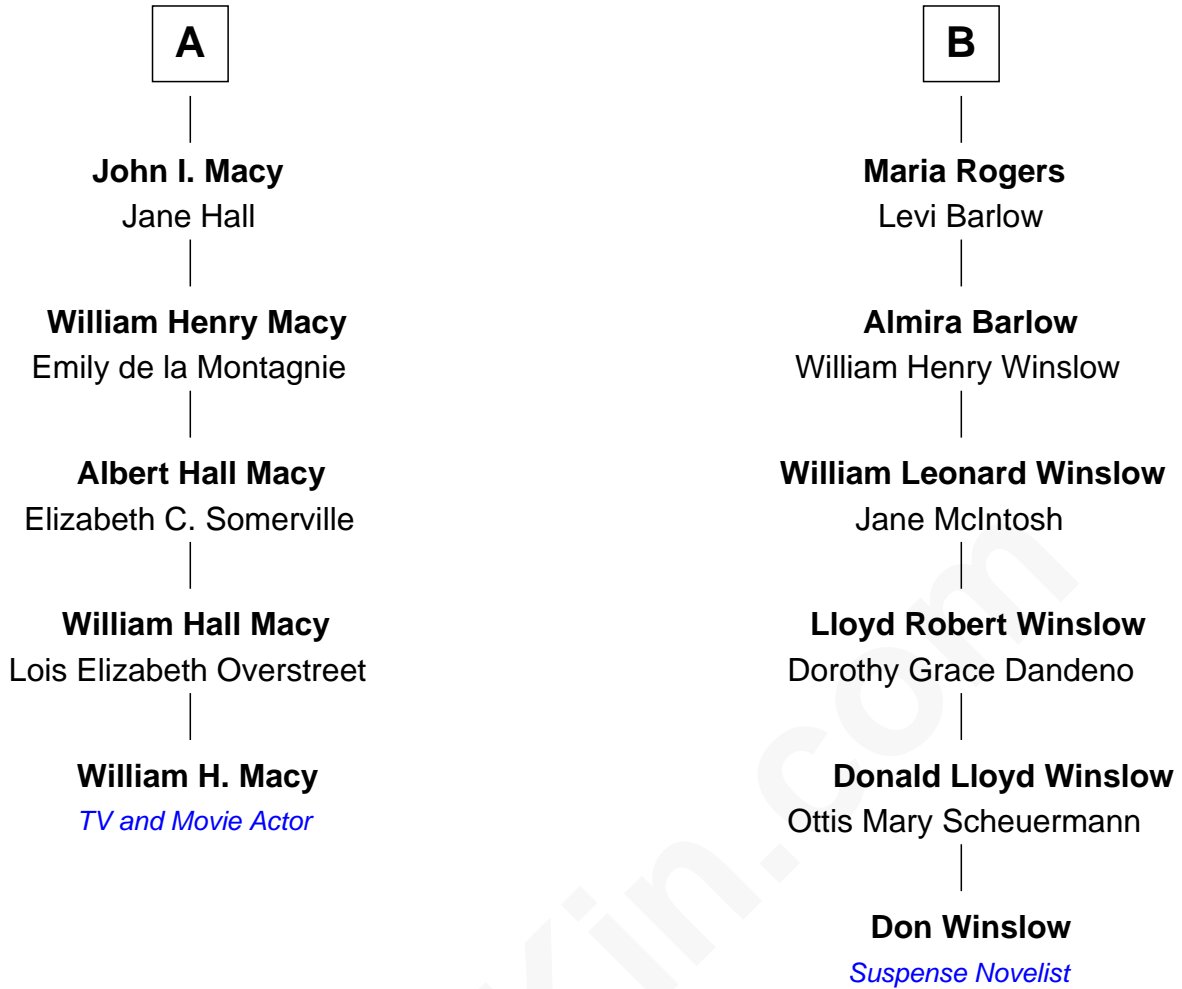 A
John I. Macy
Jane Hall
William Henry Macy
Emily de la Montagnie
Albert Hall Macy
Elizabeth C. Somerville
William Hall Macy
Lois Elizabeth Overstreet
William H. Macy
TV and Movie Actor
B
Maria Rogers
Levi Barlow
Almira Barlow
William Henry Winslow
William Leonard Winslow
Jane McIntosh
Lloyd Robert Winslow
Dorothy Grace Dandeno
Donald Lloyd Winslow
Ottis Mary Scheuermann
Don Winslow
Suspense Novelist
Kin.com